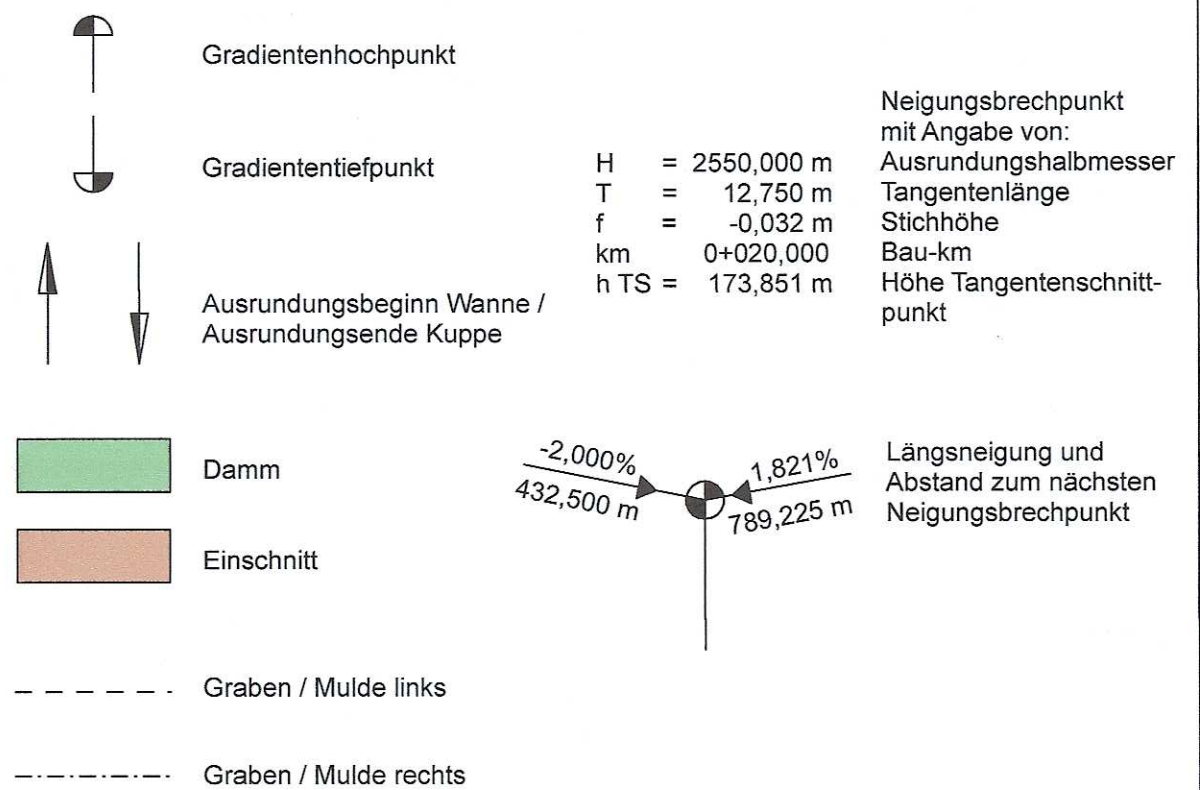 Gradientenhochpunkt
Gradiententiefpunkt
Ausrundungsbeginn Wanne /
Ausrundungsende Kuppe
Damm
Einschnitt
Graben / Mulde links
Graben / Mulde rechts
Neigungsbrechpunkt
mit Angabe von:
H = 2550,000 m Ausrundungshalbmesser
T = 12,750 m Tangentenlänge
f = -0,032 m Stichhöhe
km 0+020,000 Bau-km
h TS = 173,851 m Höhe Tangentenschnitt-
punkt
-2,000%
432,500 m
1,821%
789,225 m
Längsneigung und
Abstand zum nächsten
Neigungsbrechpunkt